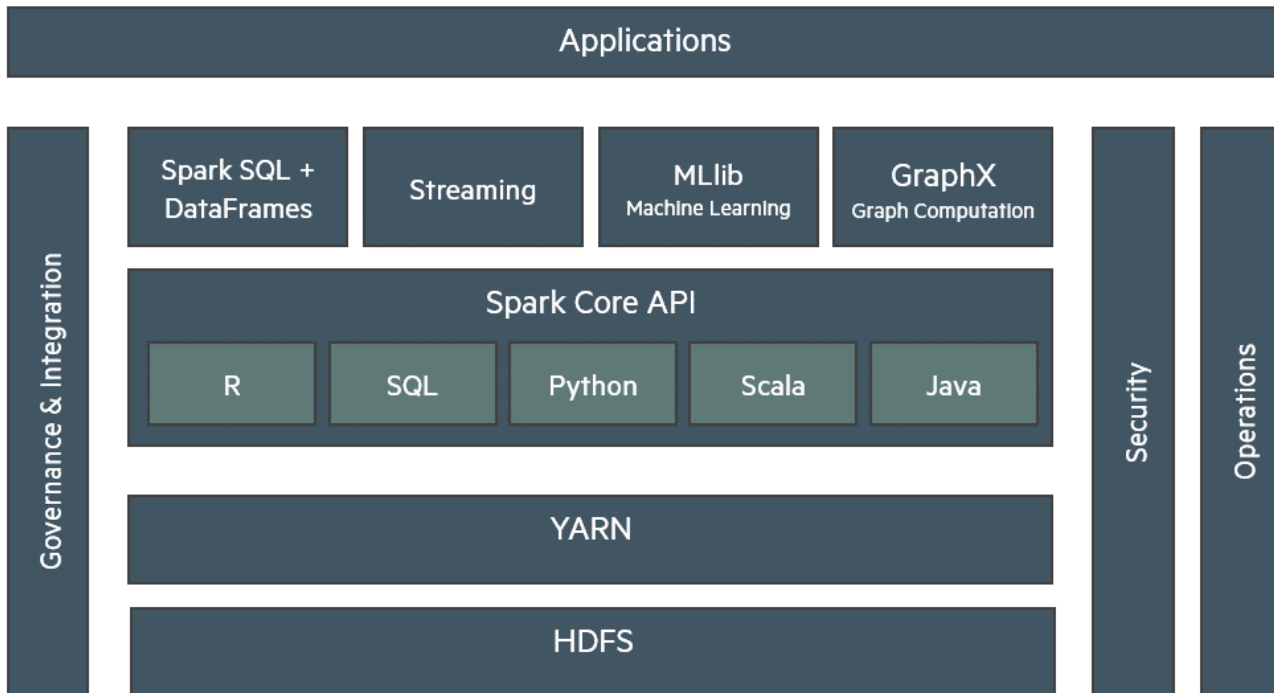 Applications
Governance & Integration
Spark SQL +
DataFrames
Streaming
MLlib
Machine Learning
GraphX
Graph Computation
Spark Core API
R
SQL
Python
Scala
Java
YARN
HDFS
Security
Operations